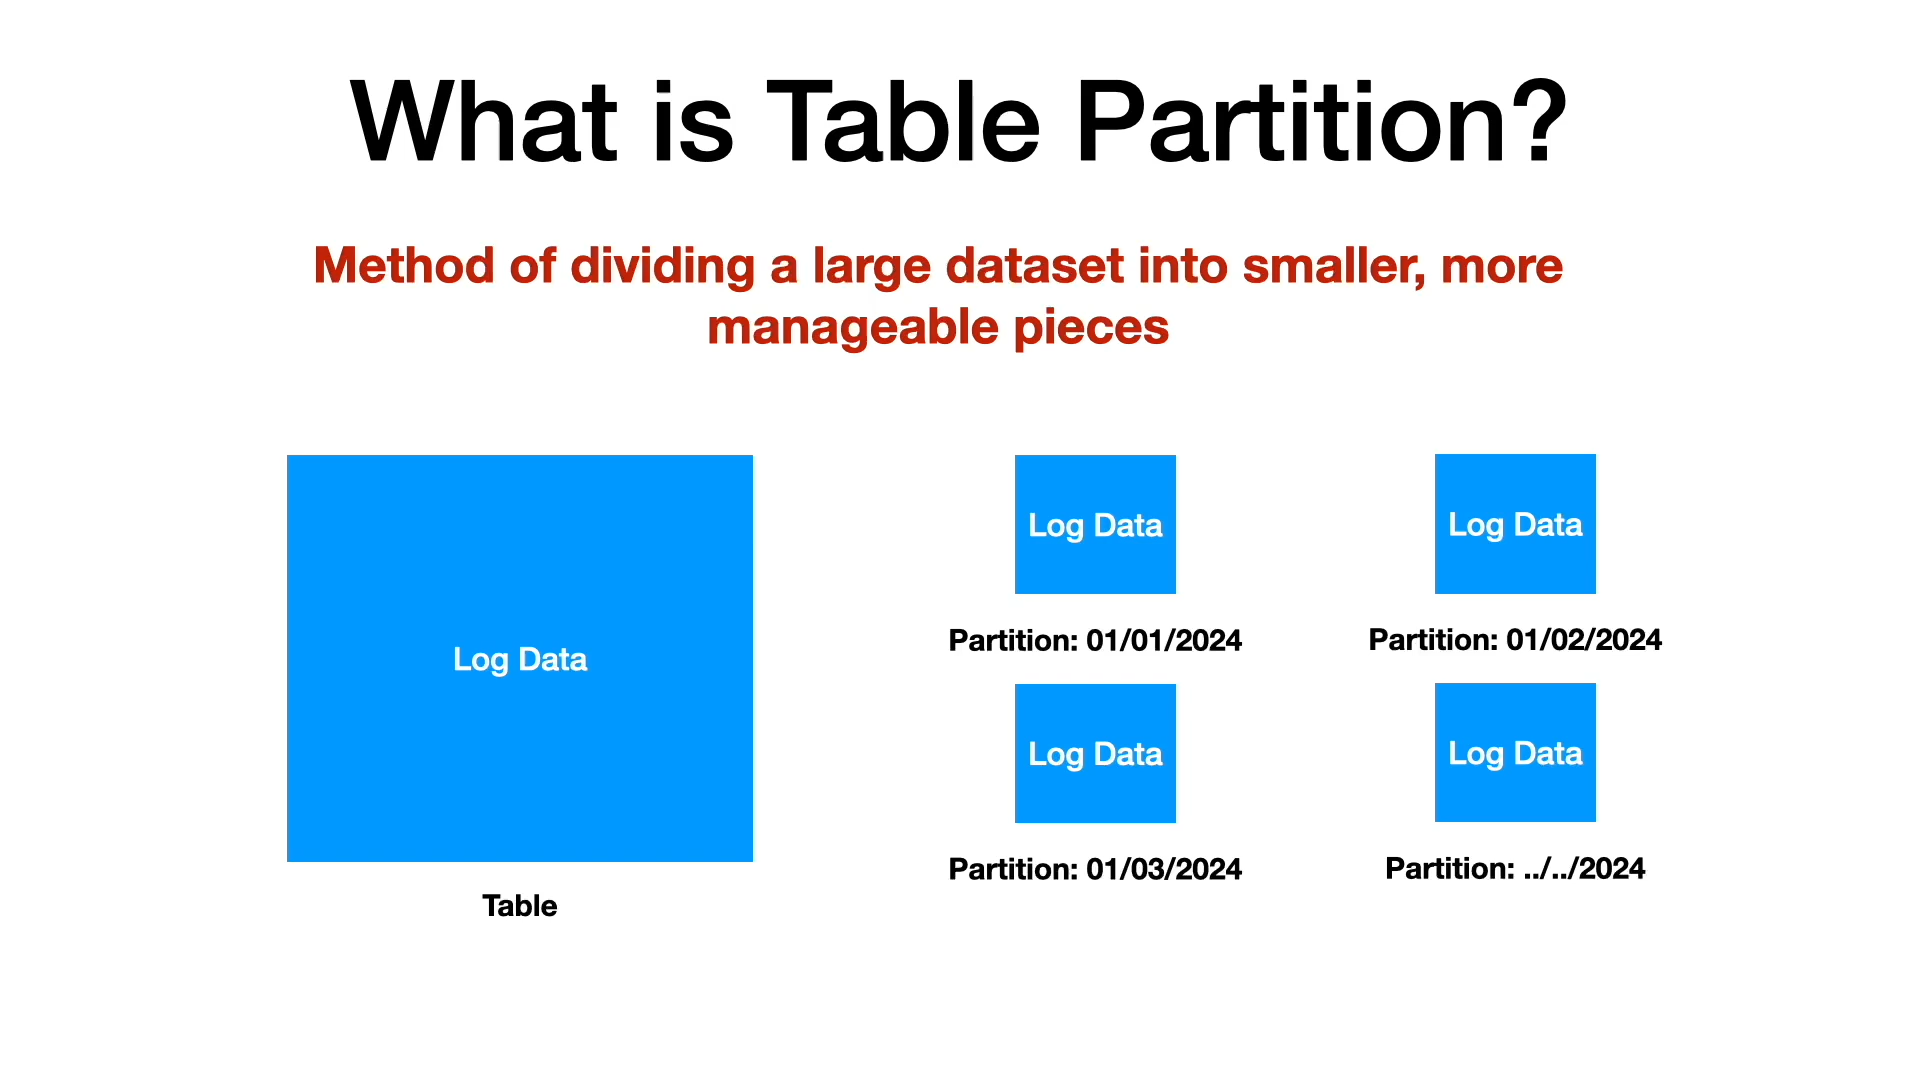 What is Table Partition?
Method of dividing a large dataset into smaller, more
manageable pieces
Log Data
Table
Log Data
Partition: 01/01/2024
Log Data
Partition: 01/02/2024
Log Data
Partition: 01/03/2024
Log Data
Partition: ../../2024